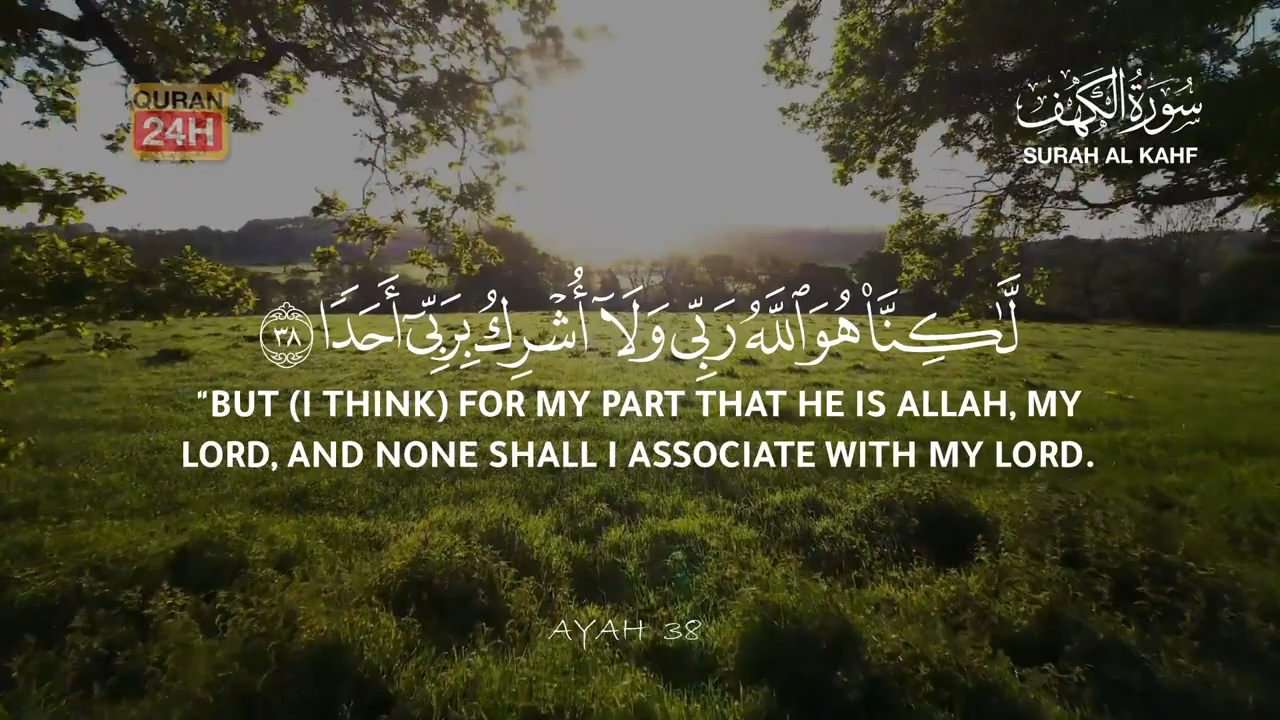 QURAN
24H
سُورَةُ الكَهْفِ
SURAH AL KAHF
لَّٰكِنَّا۠ هُوَ ٱللَّهُ رَبِّى وَلَآ أُشْرِكُ بِرَبِّىٓ أَحَدًا ٣٨
"BUT (I THINK) FOR MY PART THAT HE IS ALLAH, MY
LORD, AND NONE SHALL I ASSOCIATE WITH MY LORD.
AYAH 38